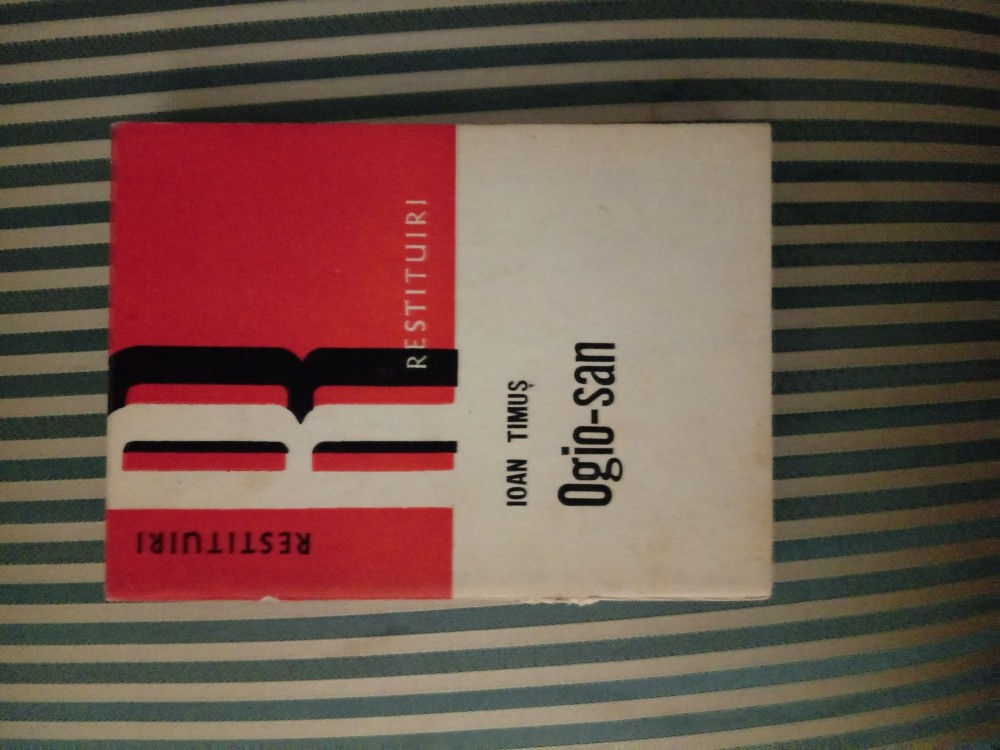 RESTITUIRI
RESTITUIRI
IOAN TIMUȘ
Ogio-san